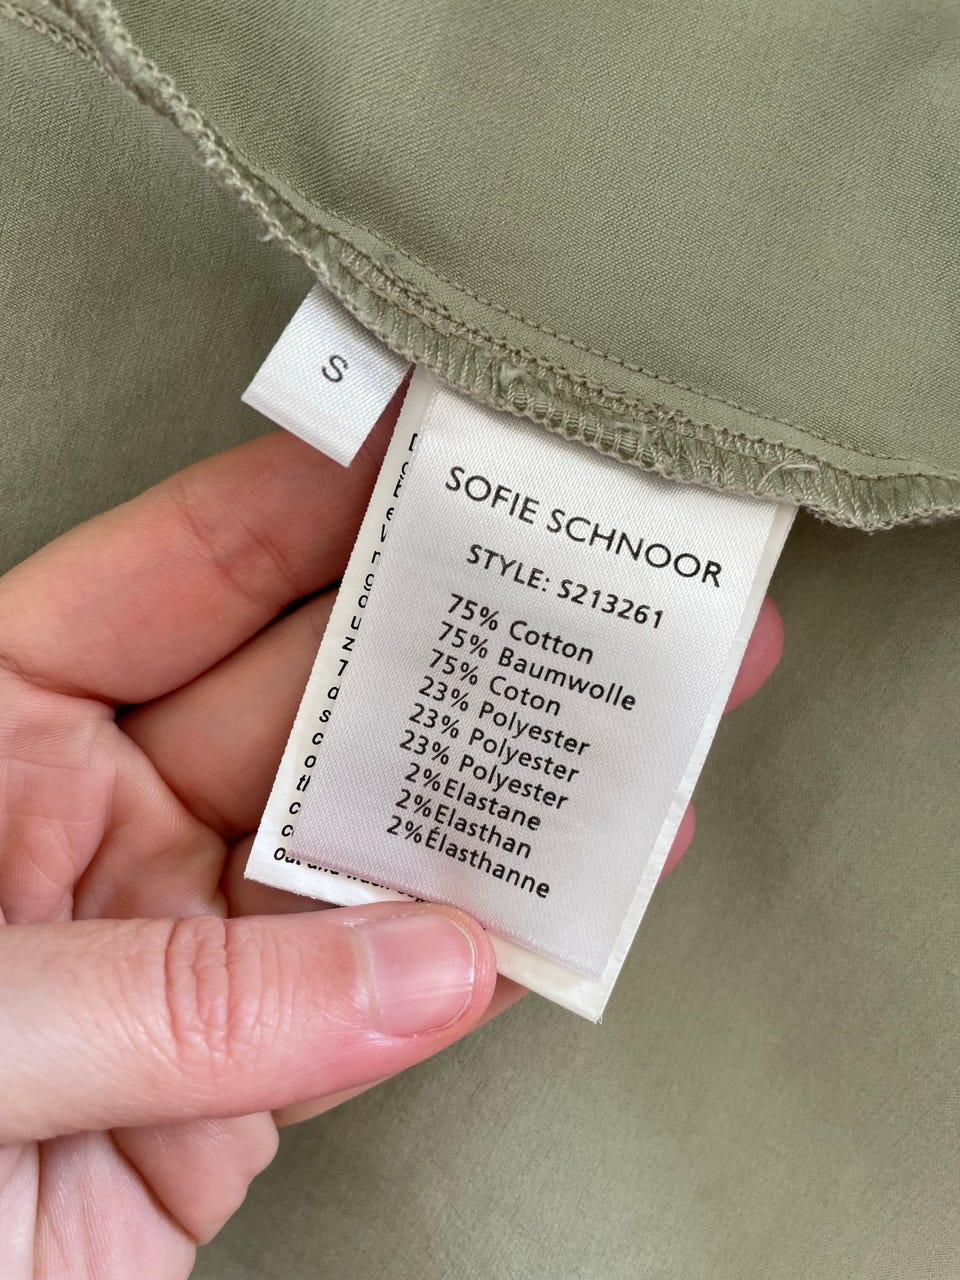 S
SOFIE SCHNOOR
STYLE: S213261
75% Cotton
75% Baumwolle
75% Coton
23% Polyester
23% Polyester
23% Polyester
2%Elastane
2%Elasthan
2%Élasthanne